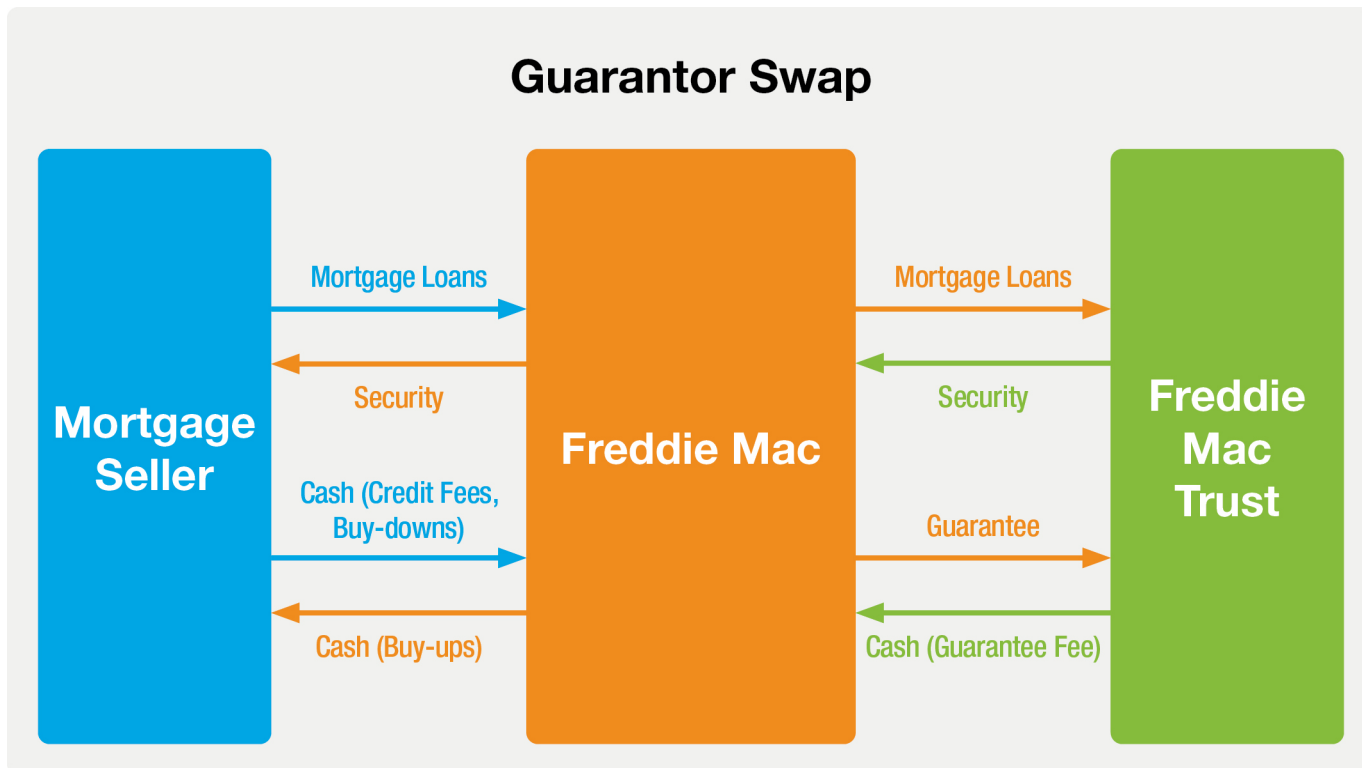 Guarantor Swap
Mortgage
Seller
Mortgage Loans
Security
Cash (Credit Fees,
Buy-downs)
Cash (Buy-ups)
Freddie Mac
Mortgage Loans
Security
Guarantee
Cash (Guarantee Fee)
Freddie
Mac
Trust